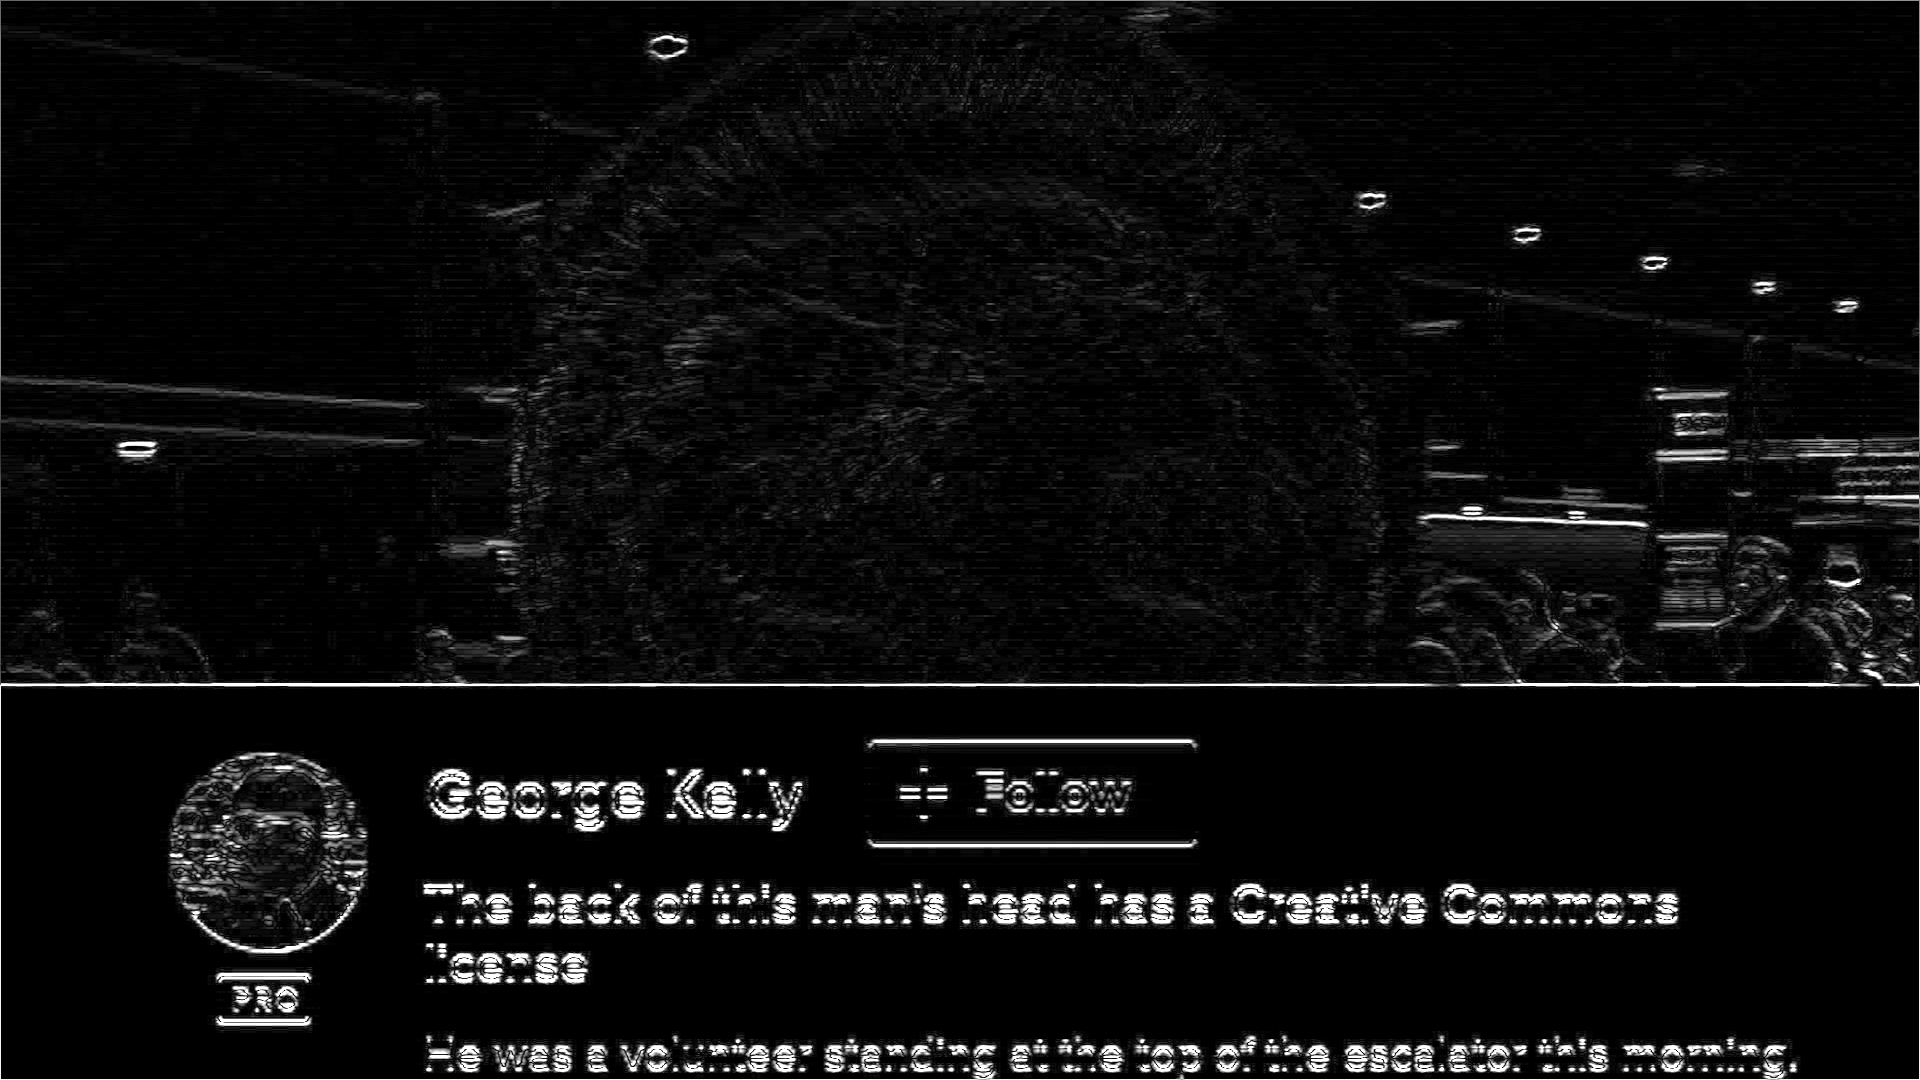 George Kelly
+ Follow
The back of this man's head has a Creative Commons
license
PRO
He was a volunteer standing at the top of the escalator this morning.